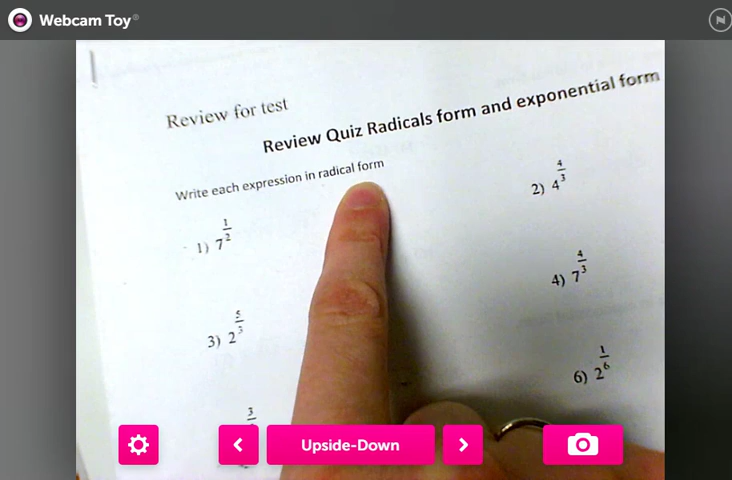 Webcam Toy
Review for test
Review Quiz Radicals form and exponential form
Write each expression in radical form
1) 7^(1/2)
2) 4^(4/3)
3) 2^(5/3)
4) 7^(4/3)
6) 2^(1/6)
3
Upside-Down